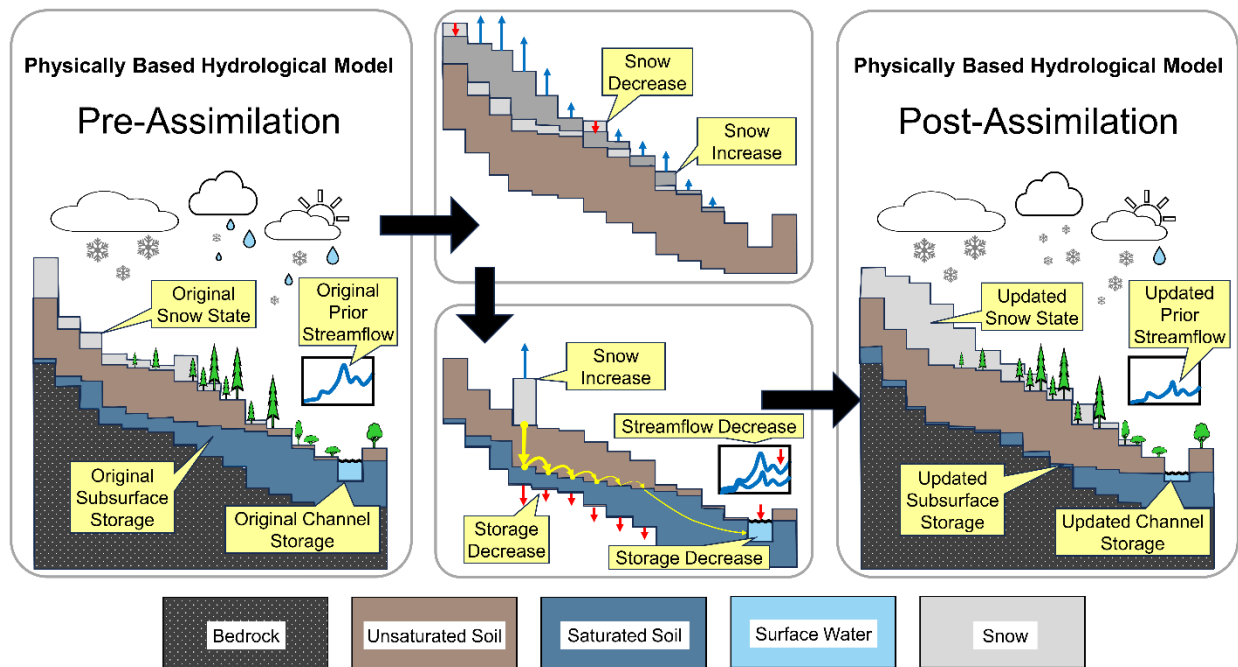 Physically Based Hydrological Model
Pre-Assimilation
Original
Snow State
Original
Prior
Streamflow
Original
Subsurface
Storage
Original Channel
Storage
Snow
Decrease
Snow
Increase
Snow
Increase
Streamflow Decrease
Storage
Decrease
Storage Decrease
Physically Based Hydrological Model
Post-Assimilation
Updated
Snow State
Updated
Prior
Streamflow
Updated
Subsurface
Storage
Updated Channel
Storage
Bedrock
Unsaturated Soil
Saturated Soil
Surface Water
Snow